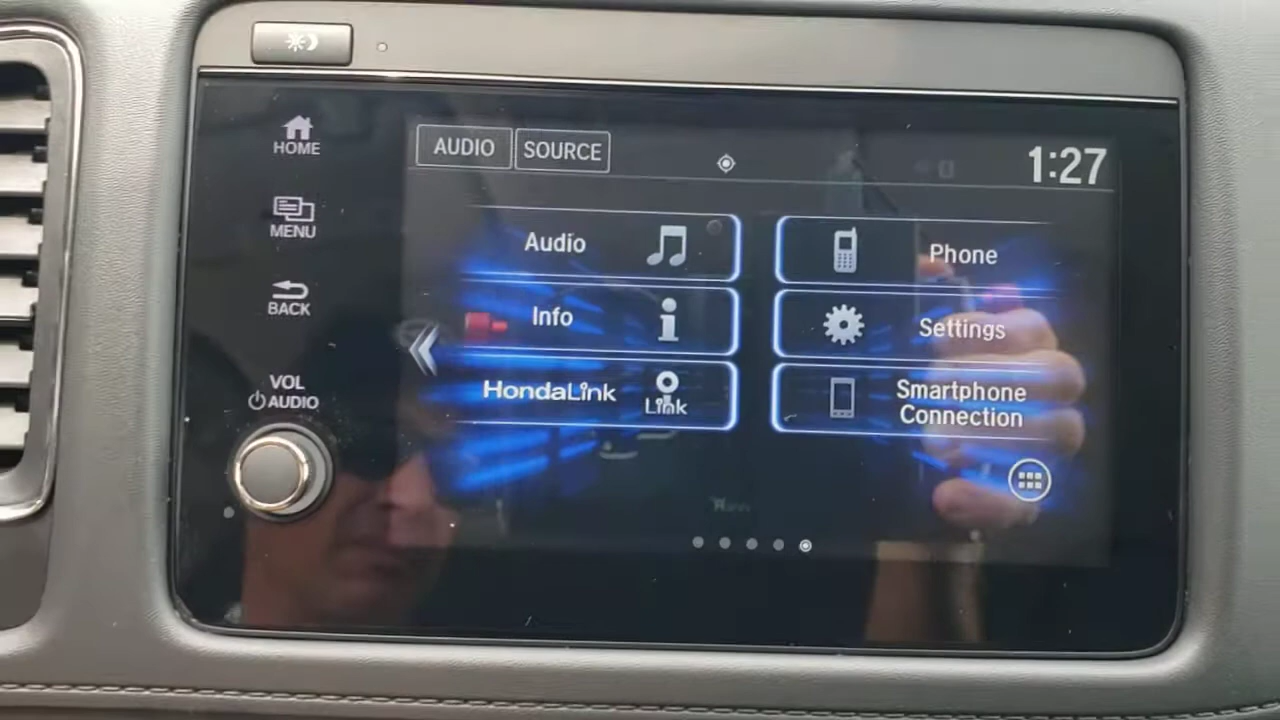 HOME
MENU
BACK
VOL
AUDIO
AUDIO SOURCE
1:27
Audio
Phone
Info
Settings
HondaLink
Link
Smartphone
Connection